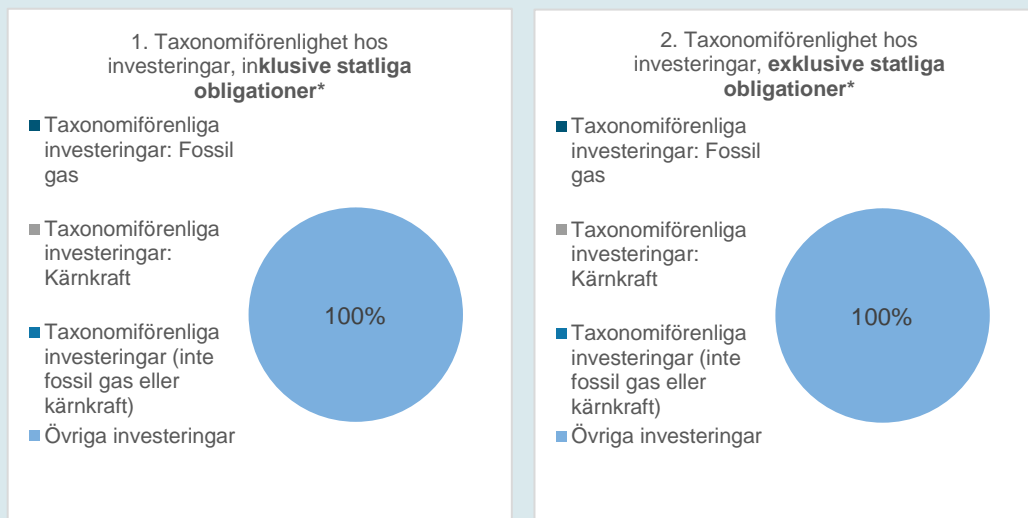 1. Taxonomiförenlighet hos
investeringar, inklusive statliga
obligationer*
Taxonomiförenliga
investeringar: Fossil
gas
Taxonomiförenliga
investeringar:
Kärnkraft
Taxonomiförenliga
investeringar (inte
fossil gas eller
kärnkraft)
Övriga investeringar
100%
2. Taxonomiförenlighet hos
investeringar, exklusive statliga
obligationer*
Taxonomiförenliga
investeringar: Fossil
gas
Taxonomiförenliga
investeringar:
Kärnkraft
Taxonomiförenliga
investeringar (inte
fossil gas eller
kärnkraft)
Övriga investeringar
100%